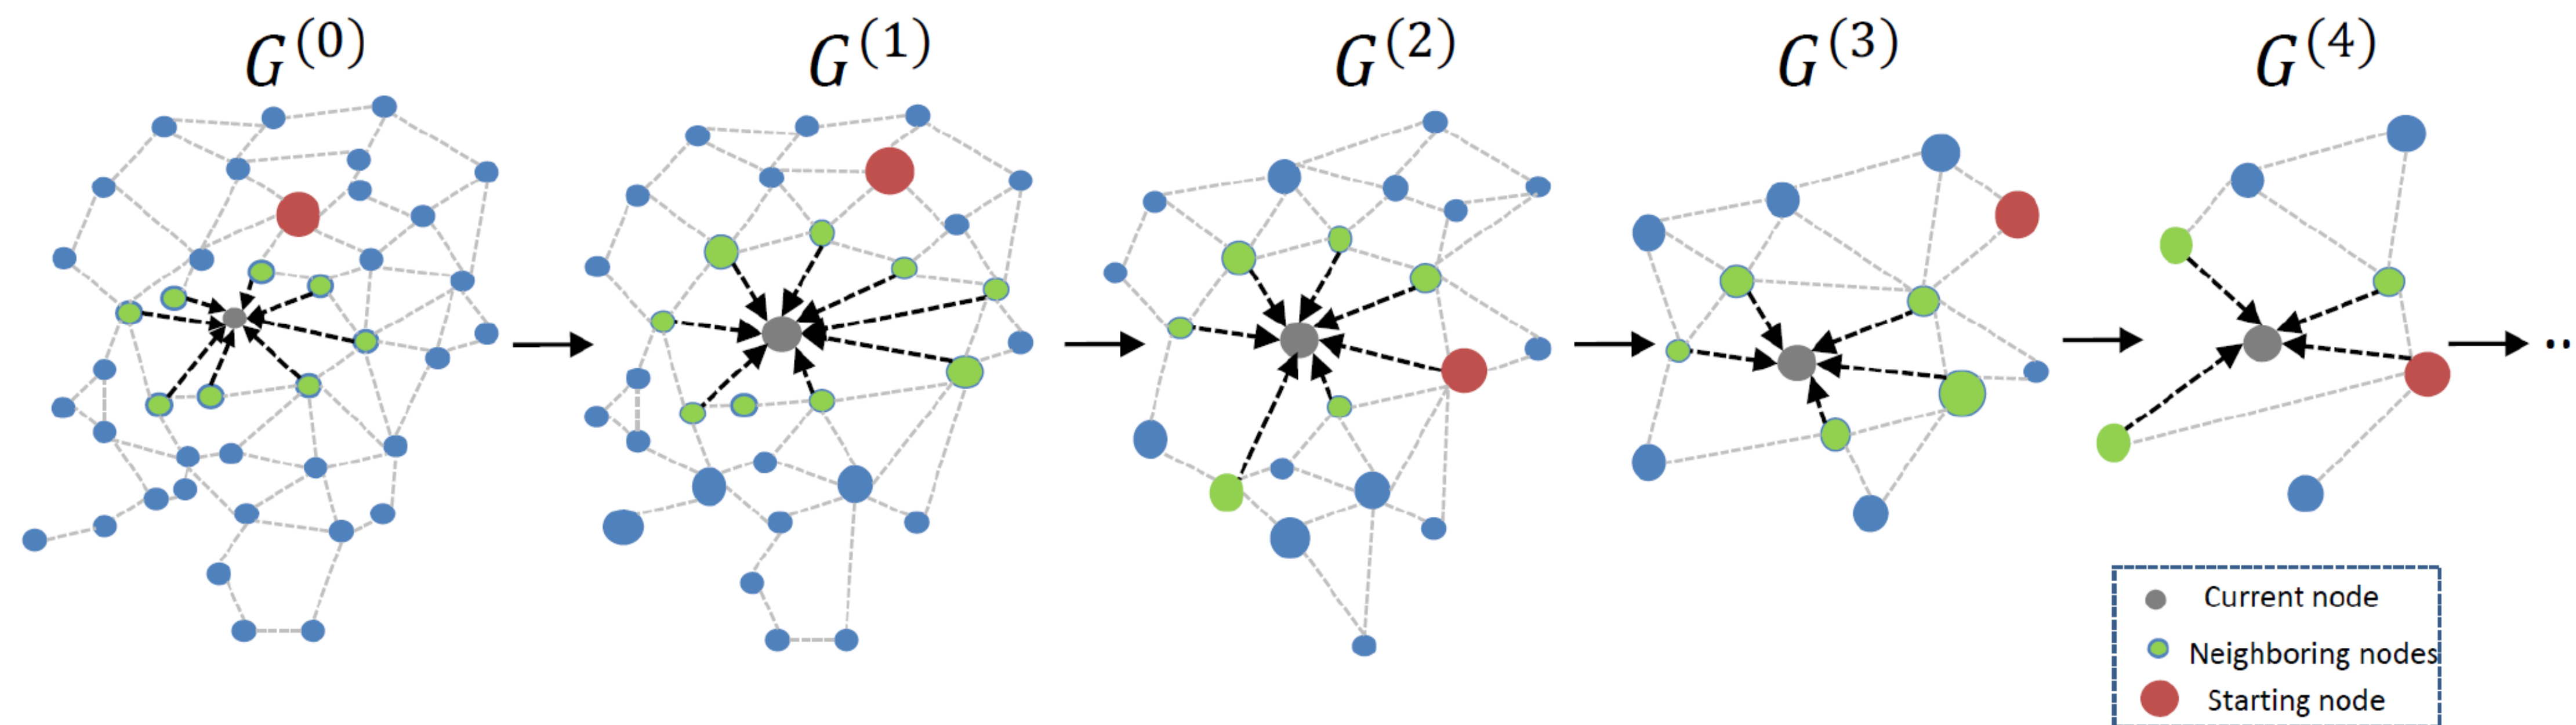 G^(0) G^(1) G^(2) G^(3) G^(4)
..
Current node
Neighboring nodes
Starting node